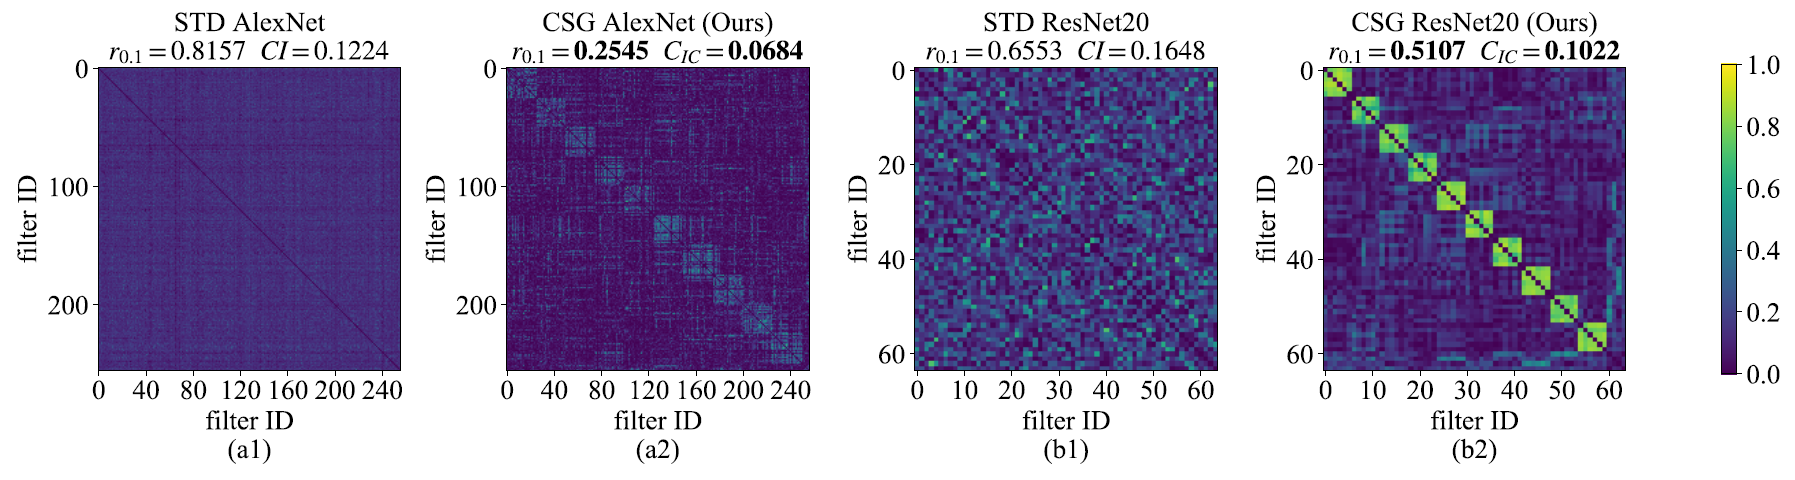 STD AlexNet
r0.1=0.8157 CI=0.1224
0
100
200
filter ID
0 40 80 120 160 200 240
filter ID
(a1)
CSG AlexNet (Ours)
r0.1=0.2545 CIC=0.0684
0
100
200
filter ID
0 40 80 120 160 200 240
filter ID
(a2)
STD ResNet20
r0.1=0.6553 CI=0.1648
0
20
40
60
filter ID
0 10 20 30 40 50 60
filter ID
(b1)
CSG ResNet20 (Ours)
r0.1=0.5107 CIC=0.1022
0
20
40
60
filter ID
0 10 20 30 40 50 60
filter ID
(b2)
1.0
0.8
0.6
0.4
0.2
0.0